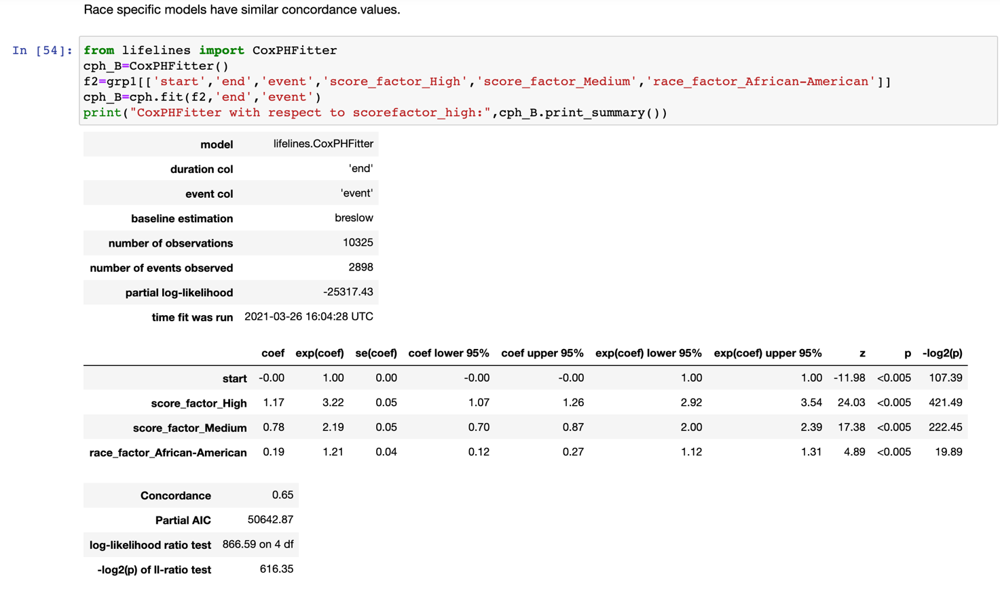 Race specific models have similar concordance values.
In [54]:
from lifelines import CoxPHFitter
cph_B=CoxPHFitter()
f2=grp1[['start','end','event','score_factor_High','score_factor_Medium','race_factor_African-American']]
cph_B=cph.fit(f2,'end','event')
print("CoxPHFitter with respect to scorefactor_high:",cph_B.print_summary())
model lifelines.CoxPHFitter
duration col 'end'
event col 'event'
baseline estimation breslow
number of observations 10325
number of events observed 2898
partial log-likelihood -25317.43
time fit was run 2021-03-26 16:04:28 UTC
coef exp(coef) se(coef) coef lower 95% coef upper 95% exp(coef) lower 95% exp(coef) upper 95% z p -log2(p)
start -0.00 1.00 0.00 -0.00 -0.00 1.00 1.00 -11.98 <0.005 107.39
score_factor_High 1.17 3.22 0.05 1.07 1.26 2.92 3.54 24.03 <0.005 421.49
score_factor_Medium 0.78 2.19 0.05 0.70 0.87 2.00 2.39 17.38 <0.005 222.45
race_factor_African-American 0.19 1.21 0.04 0.12 0.27 1.12 1.31 4.89 <0.005 19.89
Concordance 0.65
Partial AIC 50642.87
log-likelihood ratio test 866.59 on 4 df
-log2(p) of ll-ratio test 616.35